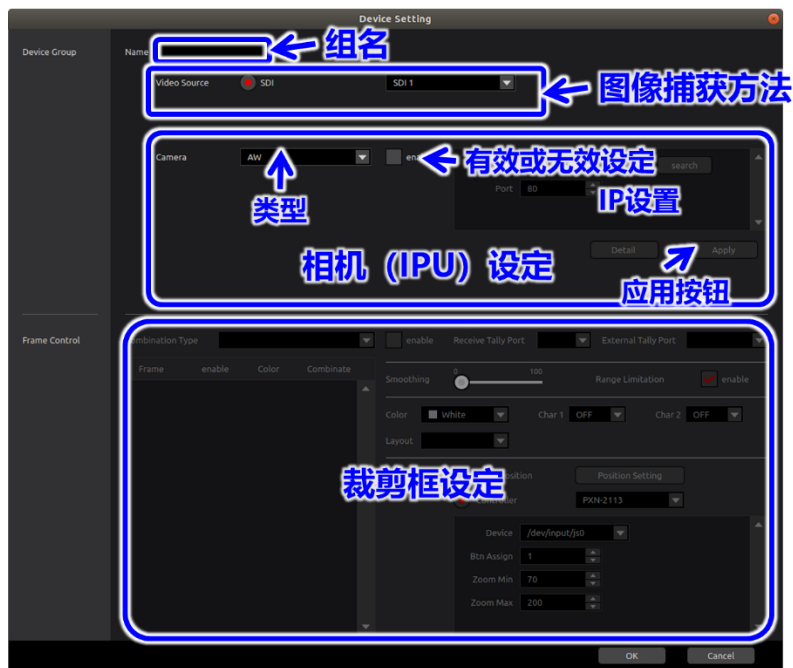 Device Setting
Device Group
Name
组名
Video Source
SDI
SDI 1
图像捕获方法
Camera
AW
有效或无效设定
search
Port
80
IP设置
类型
Detail
Apply
相机（IPU）设定
应用按钮
Frame Control
Combination Type
enable
Receive Tally Port
External Tally Port
Frame
enable
Color
Combinate
Smoothing
0
100
Range Limitation
enable
Color
White
Char 1
OFF
Char 2
OFF
Layout
裁剪框设定
Position Setting
Controller
PXN-2113
Device
/dev/input/js0
Btn Assign
1
Zoom Min
70
Zoom Max
200
OK
Cancel